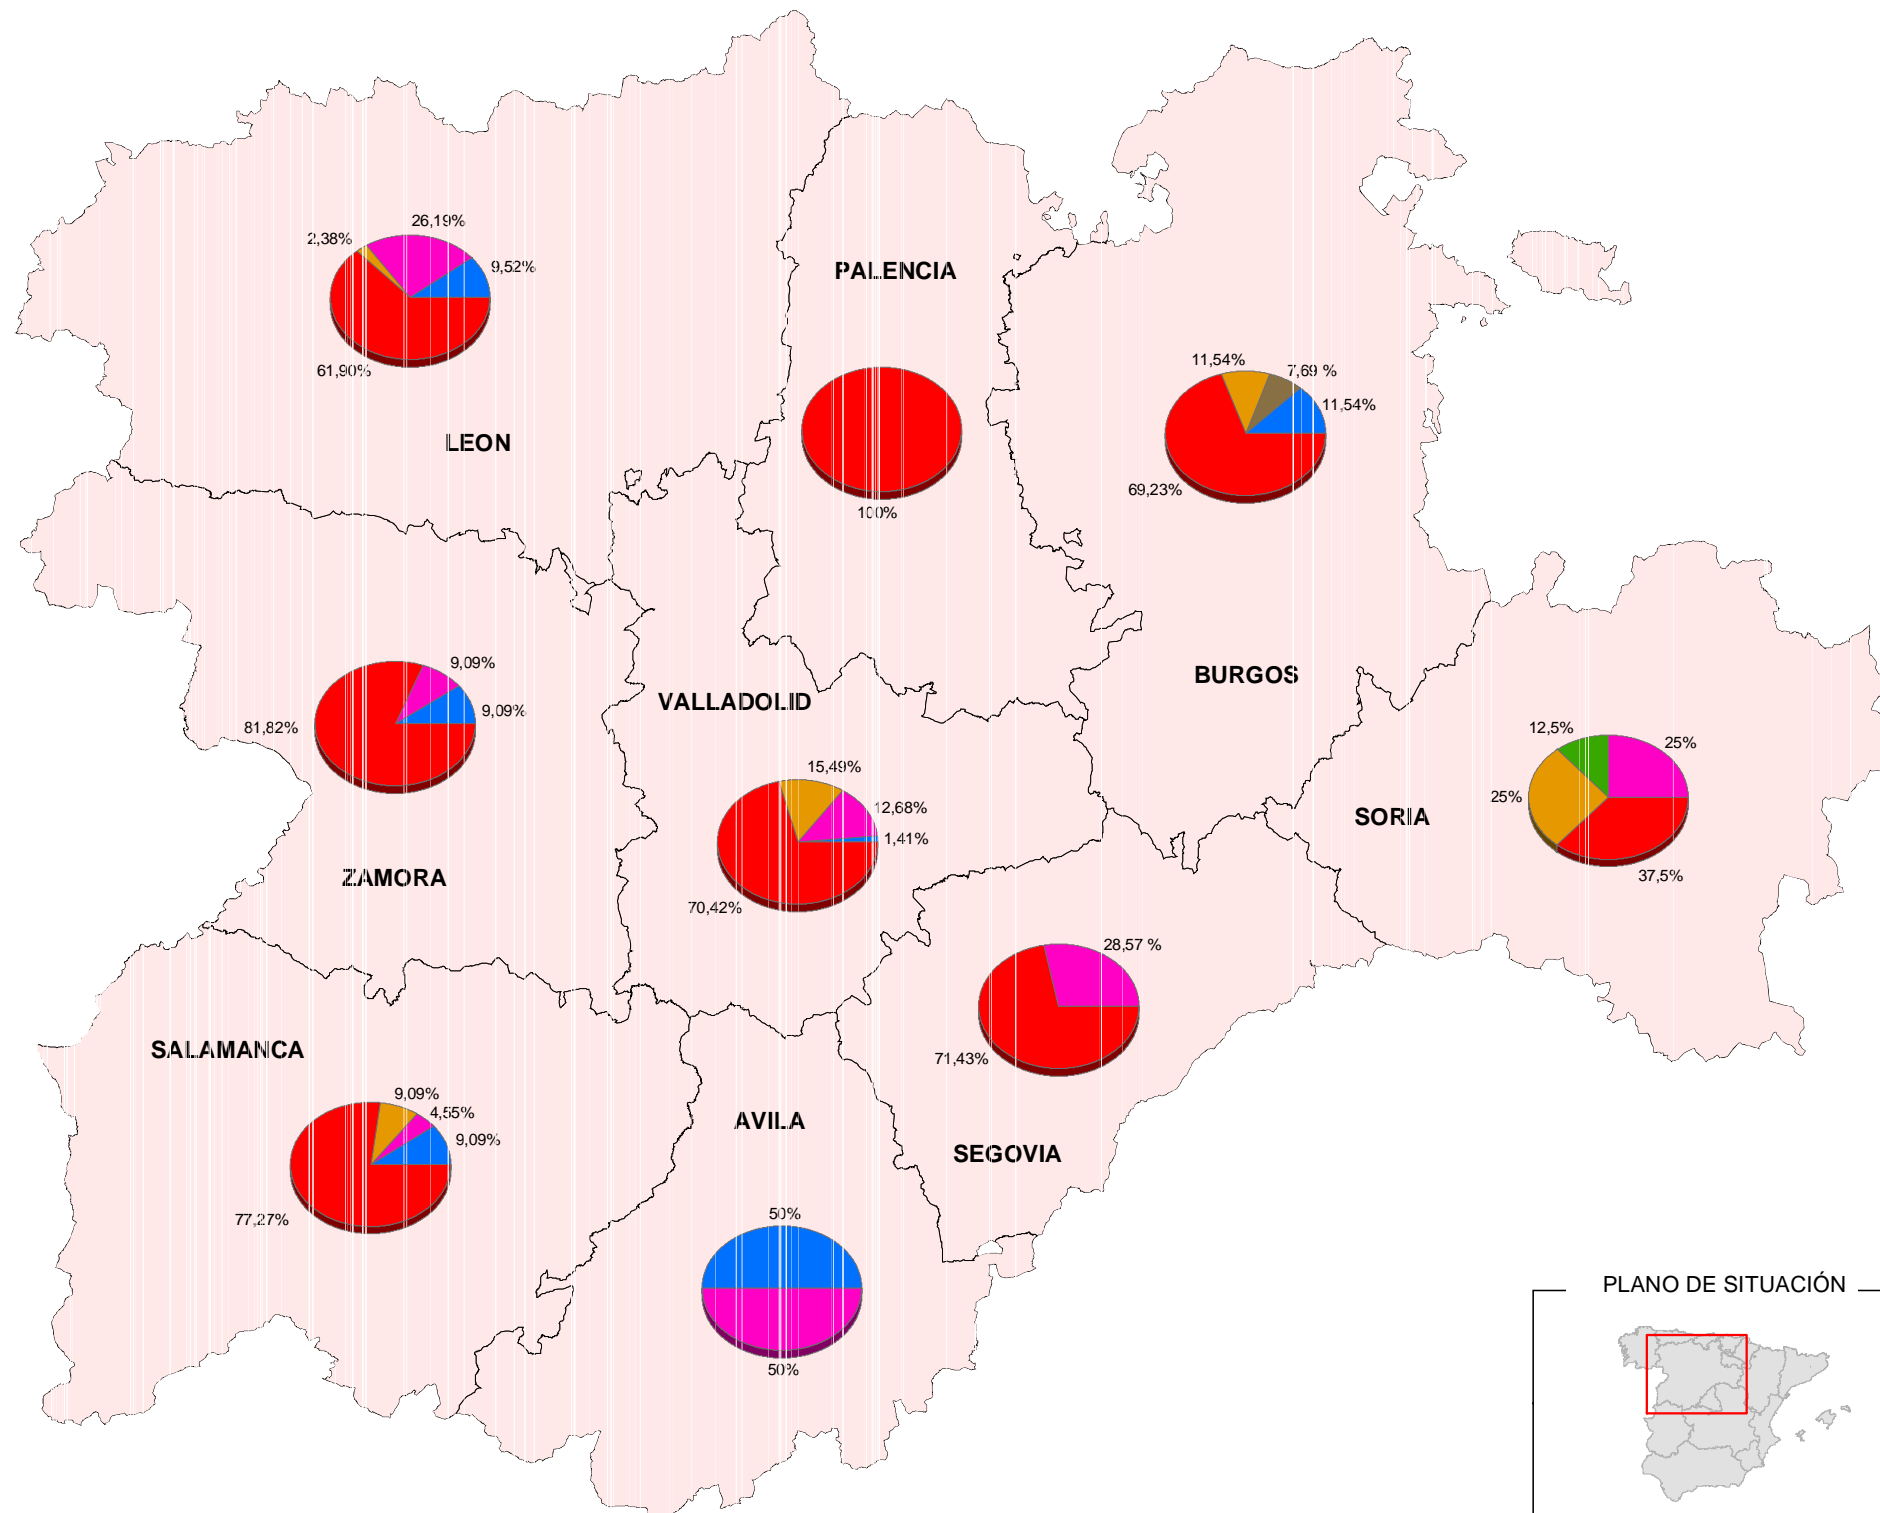 26,19%
2,38%
9,52%
61,90%
LEON
PALENCIA
100%
11,54%
7,69 %
11,54%
69,23%
BURGOS
9,09%
9,09%
81,82%
ZAMORA
VALLADOLID
15,49%
12,68%
1,41%
70,42%
12,5%
25%
25%
SORIA
37,5%
28,57 %
71,43%
SEGOVIA
SALAMANCA
9,09%
4,55%
9,09%
77,27%
AVILA
50%
50%
PLANO DE SITUACIÓN